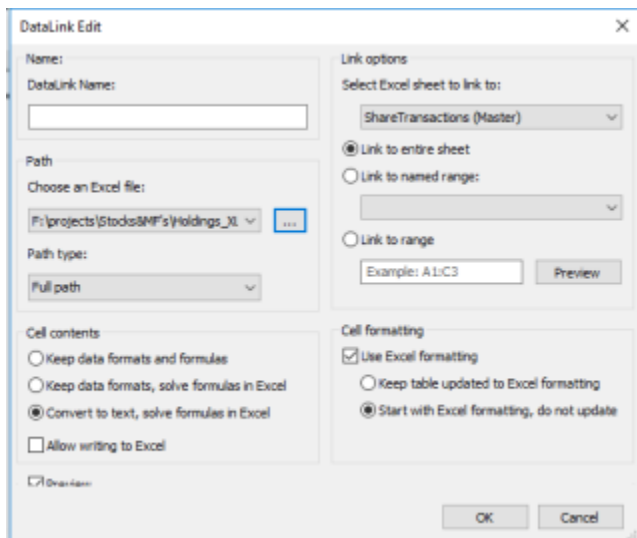 DataLink Edit
Name:
DataLink Name:
Path
Choose an Excel file:
F:\projects\Stocks&MF's\Holdings_XL
...
Path type:
Full path
Cell contents
Keep data formats and formulas
Keep data formats, solve formulas in Excel
Convert to text, solve formulas in Excel
Allow writing to Excel
Preview
Link options
Select Excel sheet to link to:
ShareTransactions (Master)
Link to entire sheet
Link to named range:
Link to range
Example: A1:C3
Preview
Cell formatting
Use Excel formatting
Keep table updated to Excel formatting
Start with Excel formatting, do not update
OK
Cancel